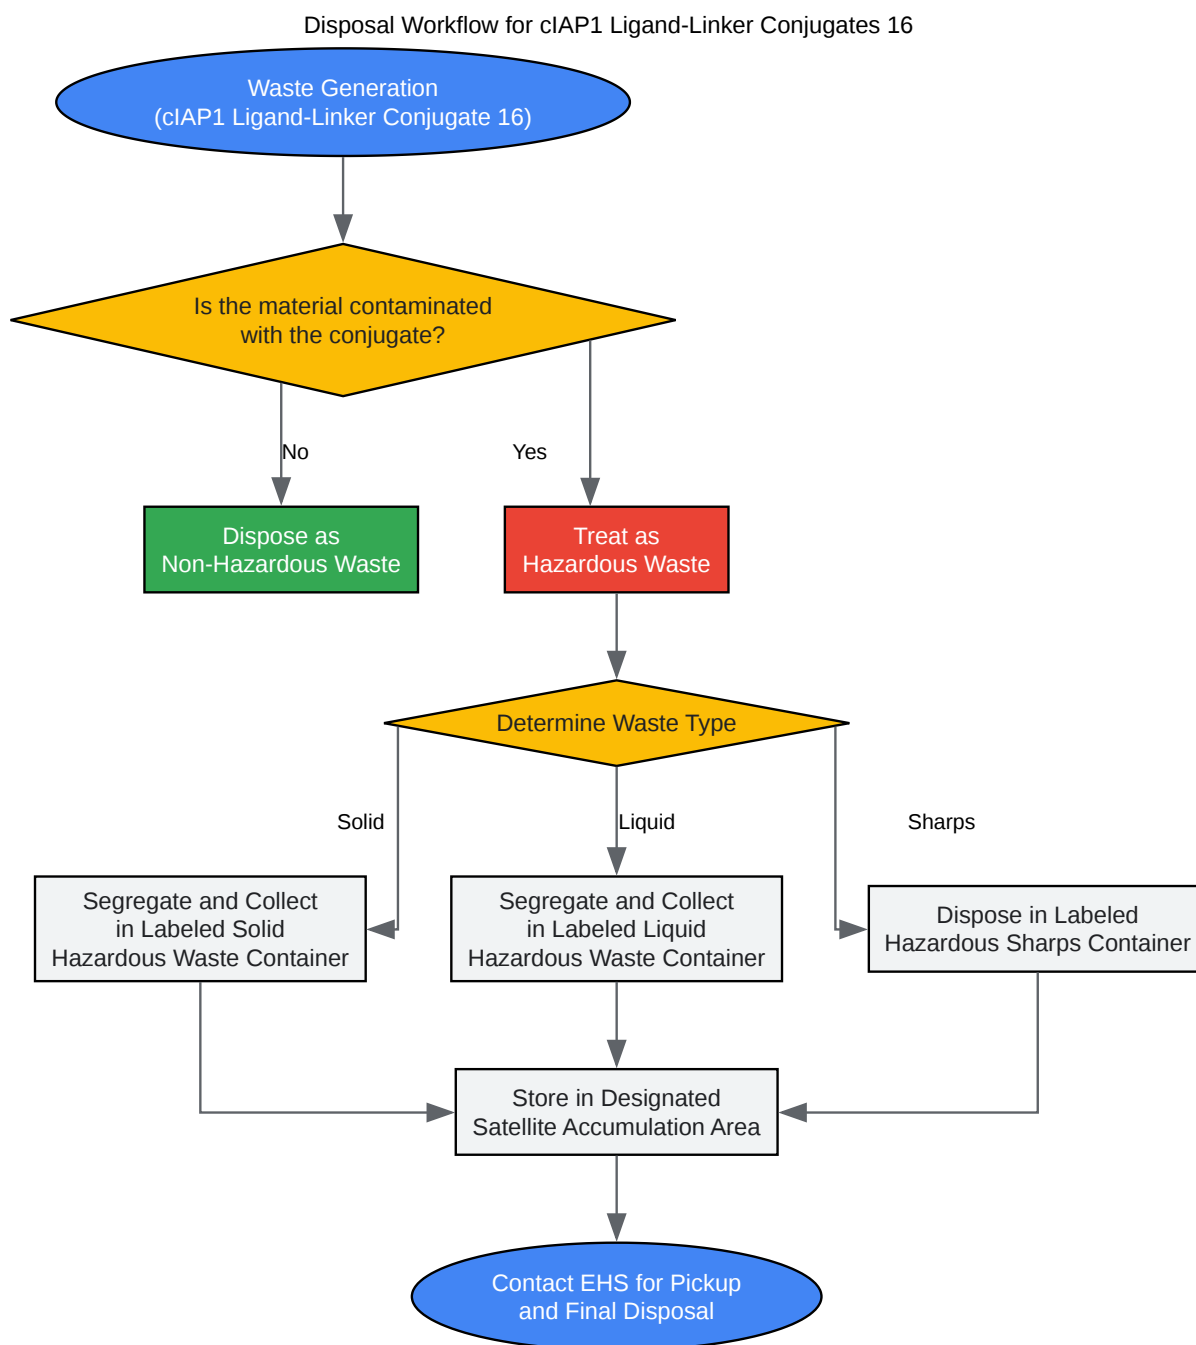 Disposal Workflow for cIAP1 Ligand-Linker Conjugates 16
Waste Generation
(cIAP1 Ligand-Linker Conjugate 16)
Is the material contaminated
with the conjugate?
No
Yes
Dispose as
Non-Hazardous Waste
Treat as
Hazardous Waste
Determine Waste Type
Solid
Liquid
Sharps
Segregate and Collect
in Labeled Solid
Hazardous Waste Container
Segregate and Collect
in Labeled Liquid
Hazardous Waste Container
Dispose in Labeled
Hazardous Sharps Container
Store in Designated
Satellite Accumulation Area
Contact EHS for Pickup
and Final Disposal